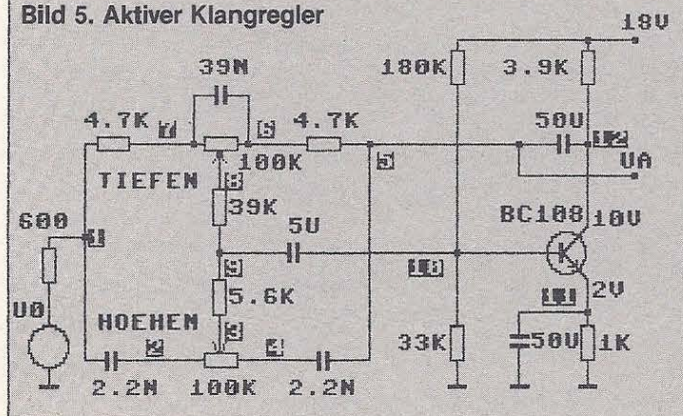 Bild 5. Aktiver Klangregler
18V
39N
180K
3.9K
4.7K
7
6
4.7K
50U
12
100K
5
UA
TIEFEN
8
39K
600
1
5U
BC108
10V
9
10
5.6K
11
2V
U0
HOEHEN
3
33K
50U
1K
2
4
2.2N
100K
2.2N